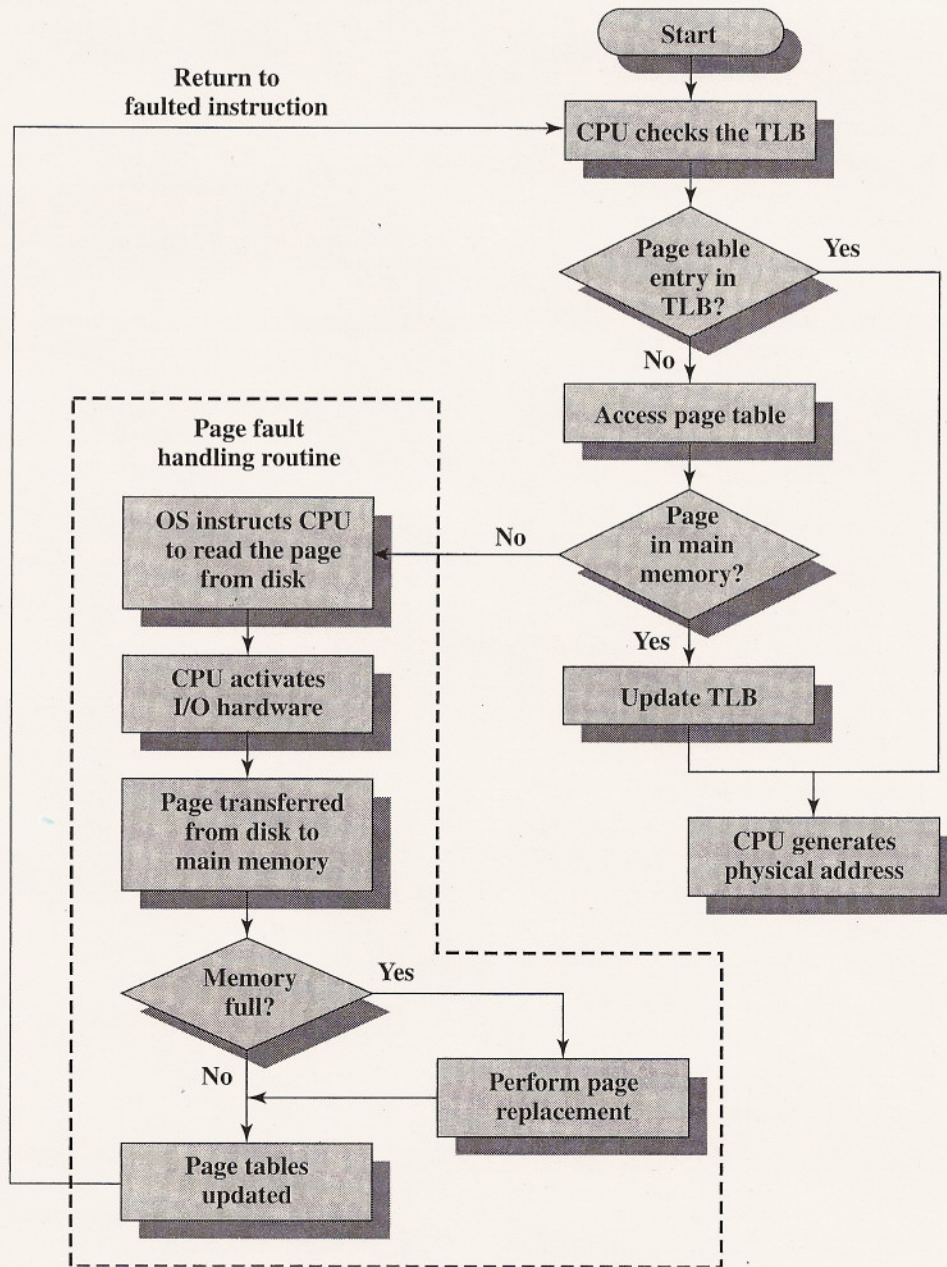 Start
Return to
faulted instruction
CPU checks the TLB
Page table
entry in
TLB?
Yes
No
Access page table
Page fault
handling routine
OS instructs CPU
to read the page
from disk
No
Page
in main
memory?
Yes
CPU activates
I/O hardware
Update TLB
Page transferred
from disk to
main memory
CPU generates
physical address
Memory
full?
Yes
No
Perform page
replacement
Page tables
updated